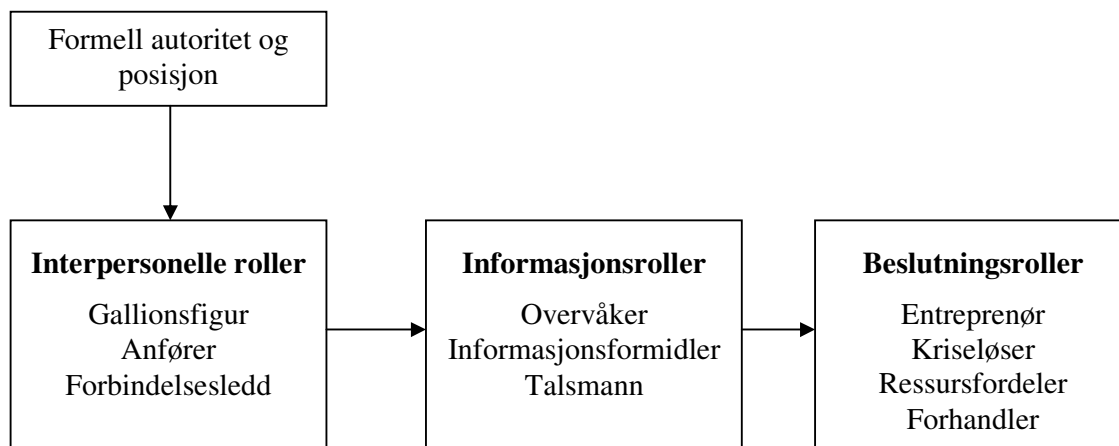 Formell autoritet og
posisjon
Interpersonelle roller
Gallionsfigur
Anfører
Forbindelsesledd
Informasjonsroller
Overvåker
Informasjonsformidler
Talsmann
Beslutningsroller
Entreprenør
Kriseløser
Ressursfordeler
Forhandler